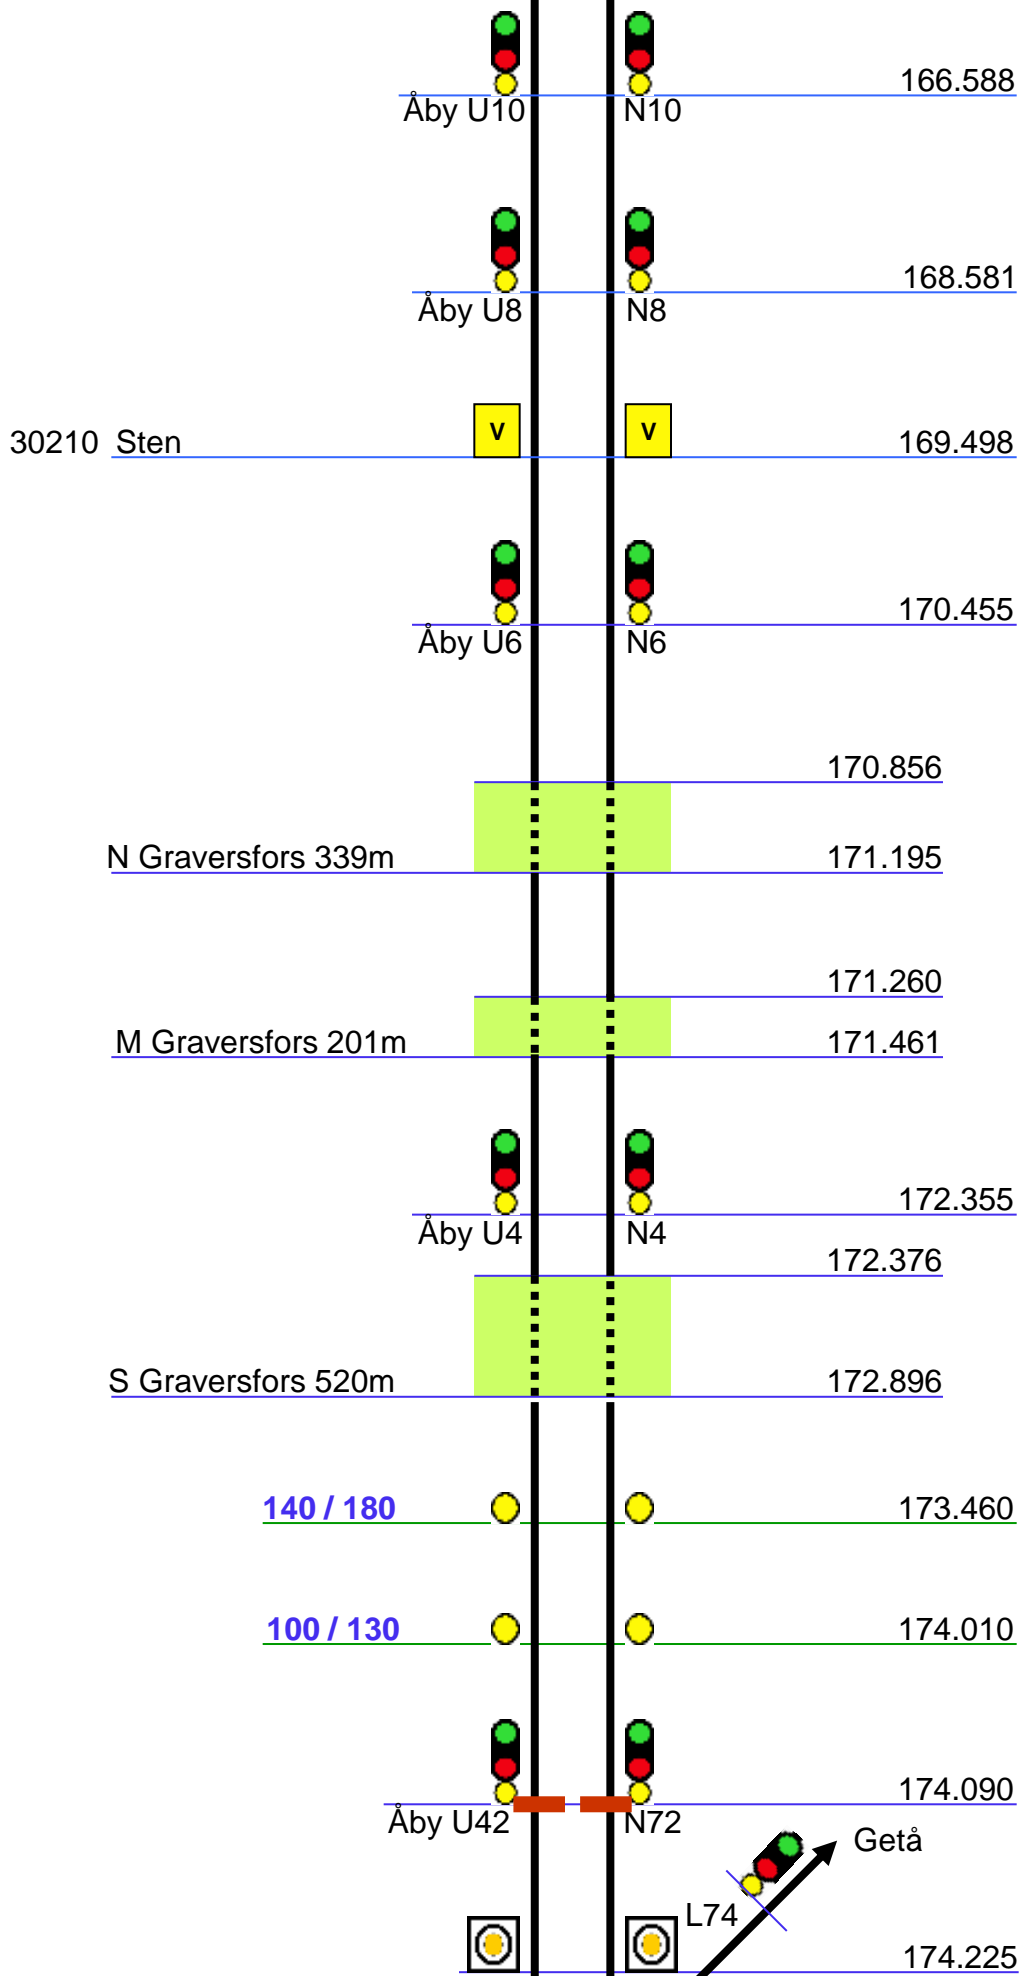 166.588
Åby U10 N10
168.581
Åby U8 N8
30210 Sten V V 169.498
170.455
Åby U6 N6
170.856
N Graversfors 339m 171.195
171.260
M Graversfors 201m 171.461
172.355
Åby U4 N4
172.376
S Graversfors 520m 172.896
140 / 180 173.460
100 / 130 174.010
174.090
Åby U42 N72
Getå
L74
174.225